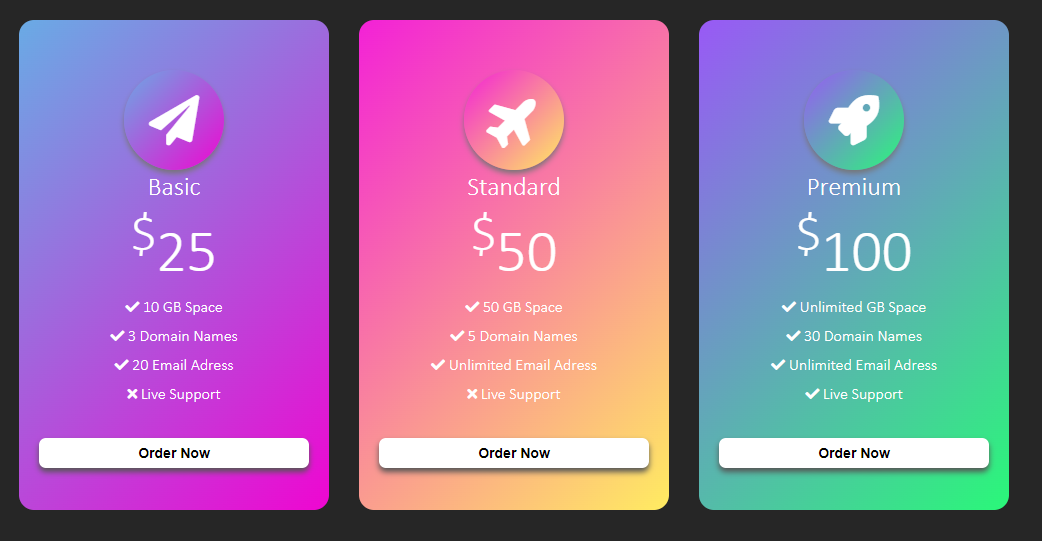 Basic
$25
10 GB Space
3 Domain Names
20 Email Adress
Live Support
Order Now
Standard
$50
50 GB Space
5 Domain Names
Unlimited Email Adress
Live Support
Order Now
Premium
$100
Unlimited GB Space
30 Domain Names
Unlimited Email Adress
Live Support
Order Now